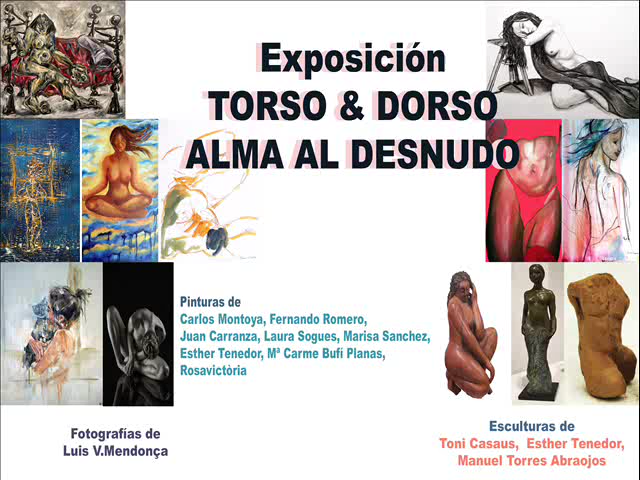 Exposición
TORSO & DORSO
ALMA AL DESNUDO
Pinturas de
Carlos Montoya, Fernando Romero,
Juan Carranza, Laura Sogues, Marisa Sanchez,
Esther Tenedor, Mª Carme Bufí Planas,
Rosavictòria
Fotografías de
Luis V.Mendonça
Esculturas de
Toni Casaus, Esther Tenedor,
Manuel Torres Abraojos